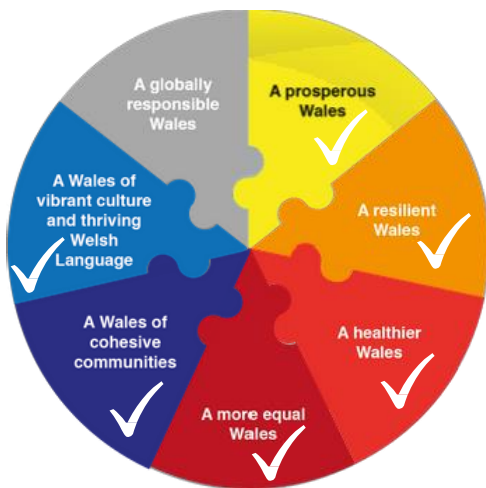 A globally
responsible
Wales
A prosperous
Wales
A resilient
Wales
A healthier
Wales
A more equal
Wales
A Wales of
cohesive
communities
A Wales of
vibrant culture
and thriving
Welsh
Language